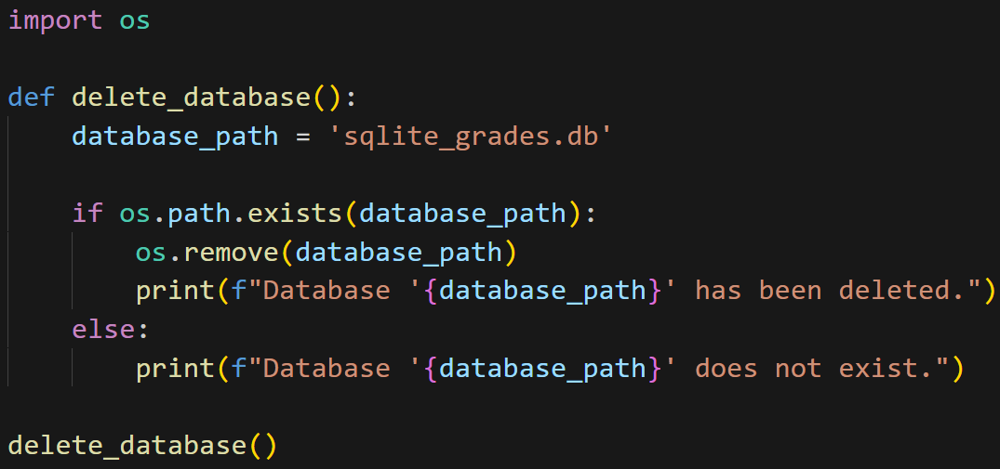 import os
def delete_database():
    database_path = 'sqlite_grades.db'
    if os.path.exists(database_path):
        os.remove(database_path)
        print(f"Database '{database_path}' has been deleted.")
    else:
        print(f"Database '{database_path}' does not exist.")
delete_database()